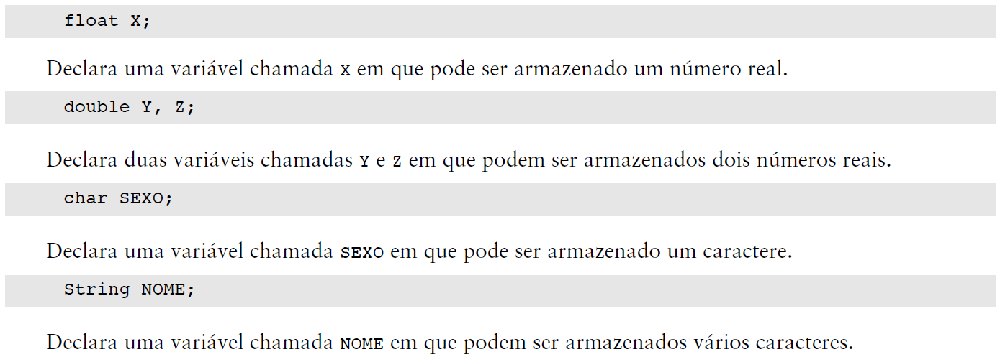 float X;
Declara uma variável chamada X em que pode ser armazenado um número real.
double Y, Z;
Declara duas variáveis chamadas Y e Z em que podem ser armazenados dois números reais.
char SEXO;
Declara uma variável chamada SEXO em que pode ser armazenado um caractere.
String NOME;
Declara uma variável chamada NOME em que podem ser armazenados vários caracteres.